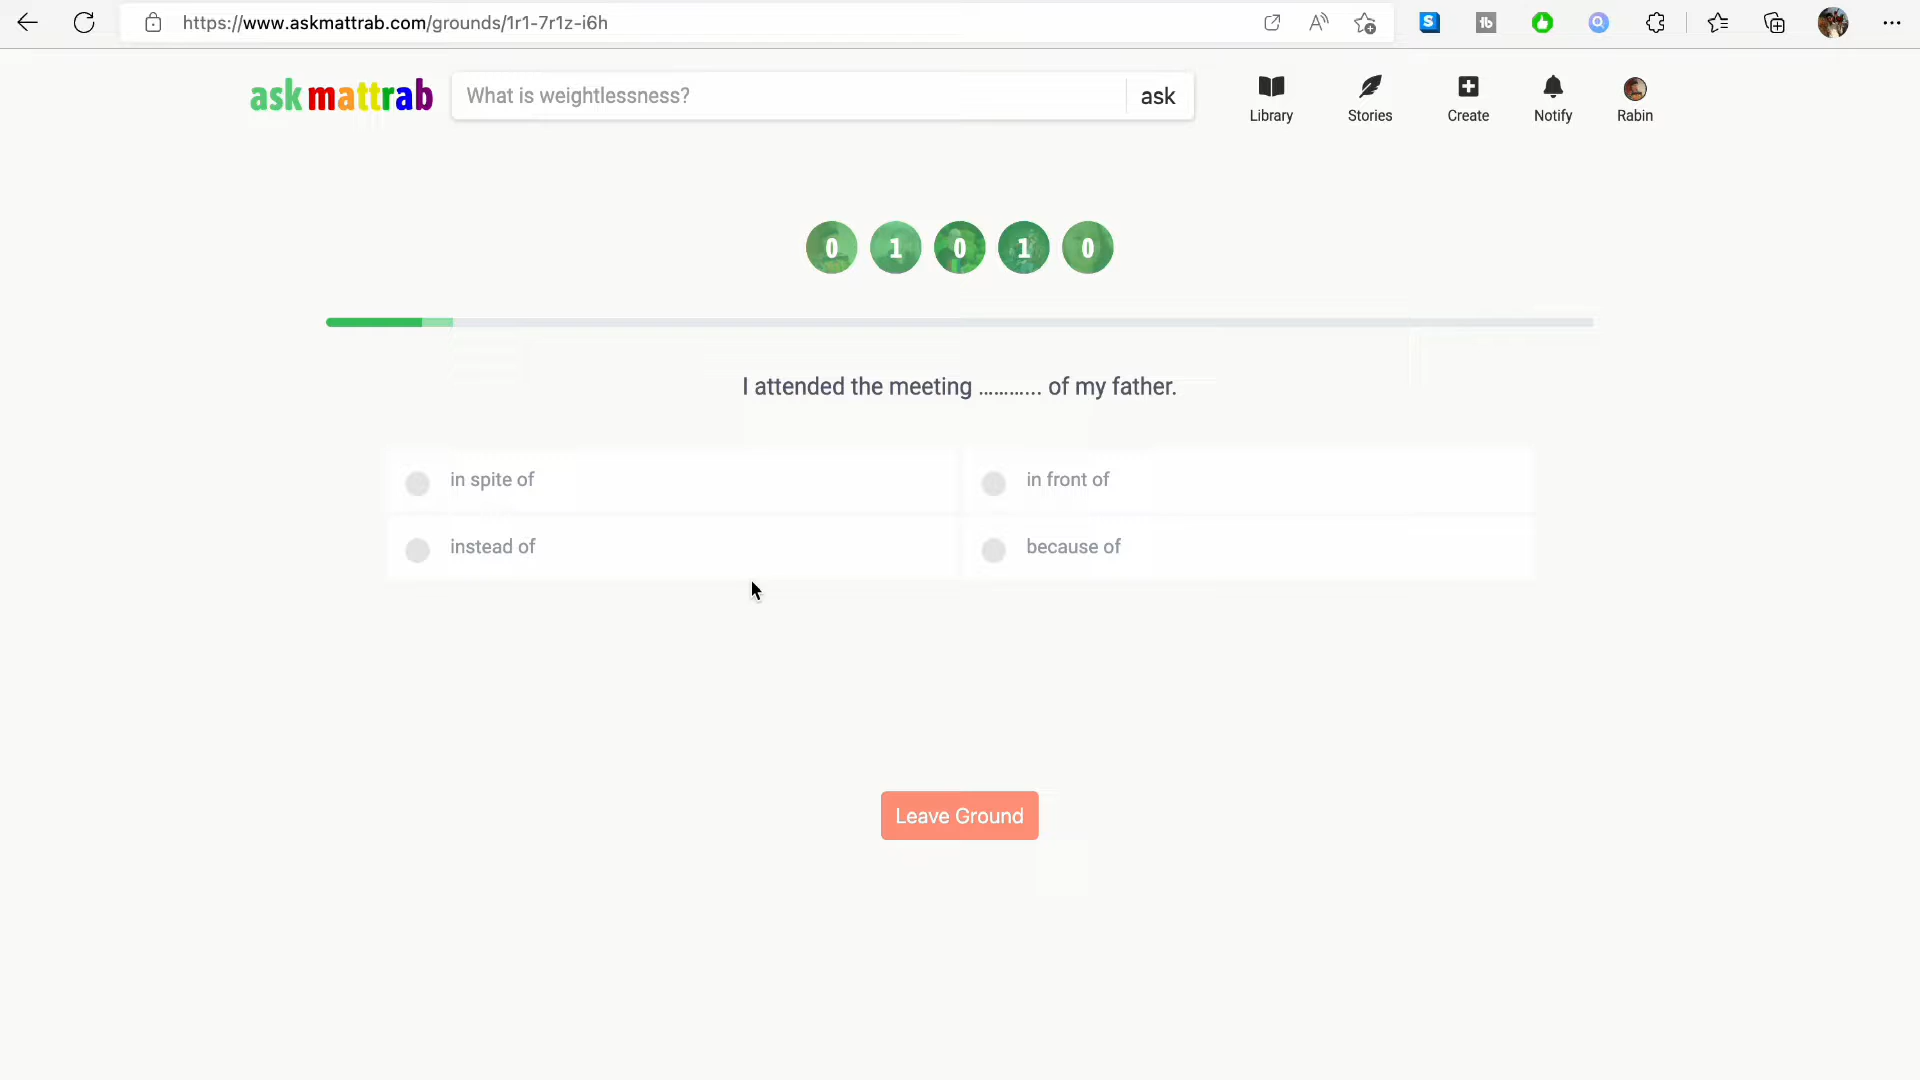 https://www.askmattrab.com/grounds/1r1-7r1z-i6h
ask mattrab
What is weightlessness?
ask
Library
Stories
Create
Notify
Rabin
0 1 0 1 0
I attended the meeting ............ of my father.
in spite of
in front of
instead of
because of
Leave Ground